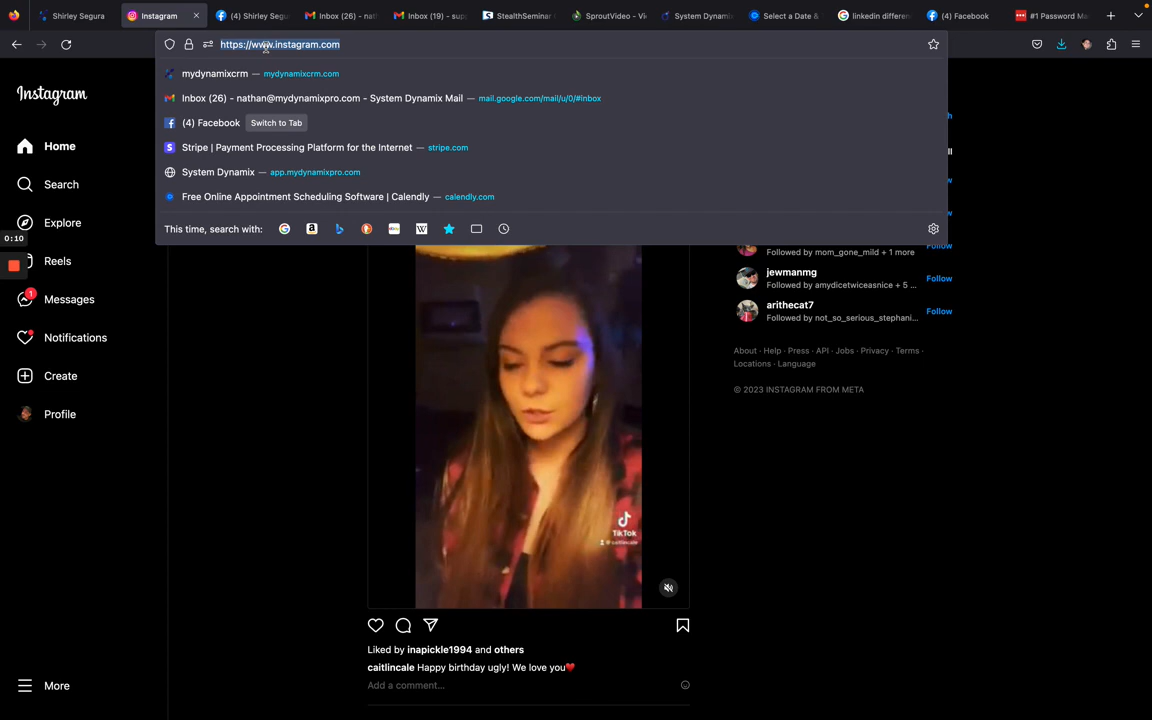 Shirley Segura
Instagram
(4) Shirley Segu
Inbox (26) - nat
Inbox (19) - sup
StealthSeminar
SproutVideo - Vi
System Dynami
Select a Date &
linkedin differen
(4) Facebook
#1 Password Ma
https://www.instagram.com
mydynamixcrm — mydynamixcrm.com
Inbox (26) - nathan@mydynamixpro.com - System Dynamix Mail — mail.google.com/mail/u/0/#inbox
(4) Facebook Switch to Tab
Stripe | Payment Processing Platform for the Internet — stripe.com
System Dynamix — app.mydynamixpro.com
Free Online Appointment Scheduling Software | Calendly — calendly.com
This time, search with:
Instagram
Home
Search
Explore
0:10
Reels
1
Messages
Notifications
Create
Profile
More
Followed by mom_gone_mild + 1 more
Follow
jewmanmg
Followed by amydicetwiceasnice + 5 ...
Follow
arithecat7
Followed by not_so_serious_stephani...
Follow
About · Help · Press · API · Jobs · Privacy · Terms ·
Locations · Language
© 2023 INSTAGRAM FROM META
TikTok
Liked by inapickle1994 and others
caitlincale Happy birthday ugly! We love you❤️
Add a comment...